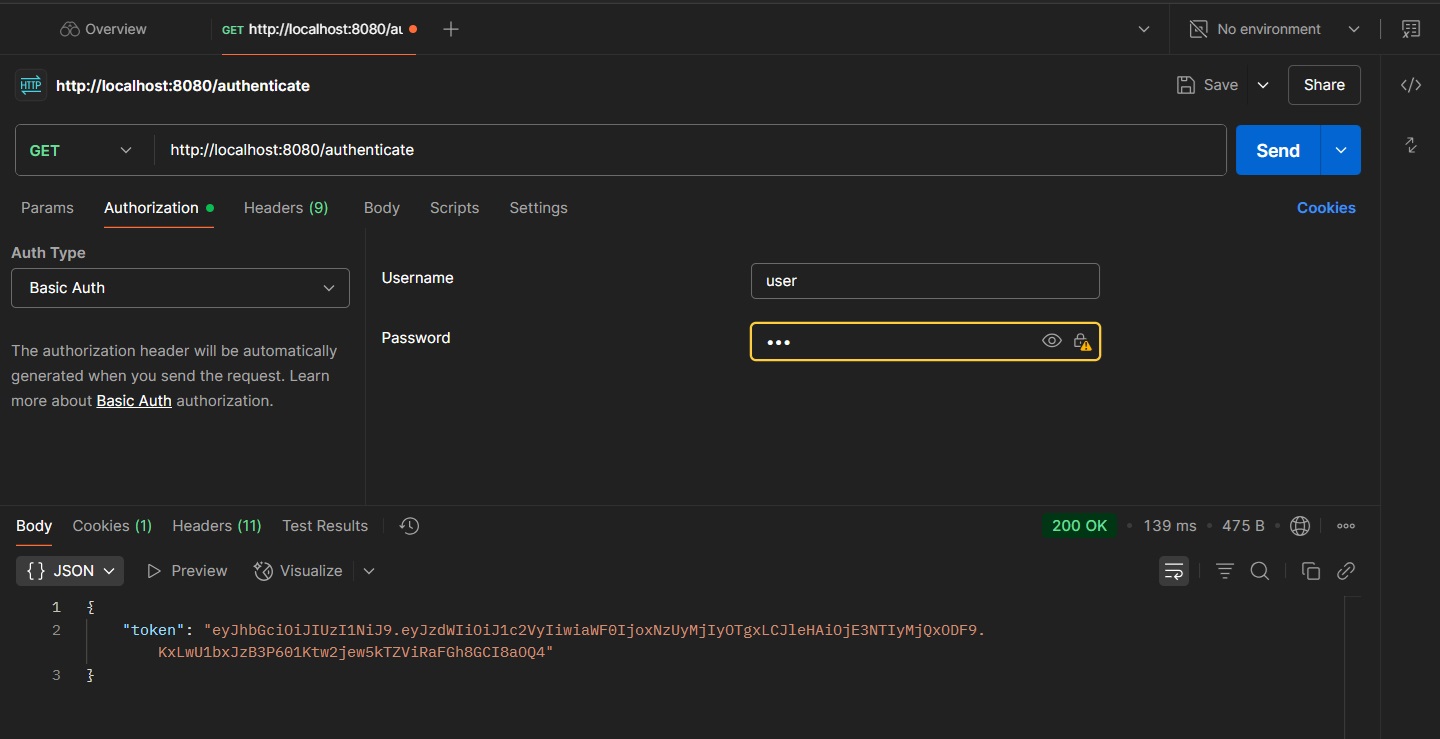 Overview
GET http://localhost:8080/au
No environment
HTTP http://localhost:8080/authenticate
Save
Share
GET http://localhost:8080/authenticate
Send
Params Authorization Headers (9) Body Scripts Settings
Cookies
Auth Type
Basic Auth
The authorization header will be automatically
generated when you send the request. Learn
more about Basic Auth authorization.
Username
user
Password
•••
Body Cookies (1) Headers (11) Test Results
200 OK • 139 ms • 475 B
{} JSON Preview Visualize
1 {
2 "token": "eyJhbGciOiJIUzI1NiJ9.eyJzdWIiOiJ1c2VyIiwiaWF0IjoxNzUyMjIyOTgxLCJleHAiOjE3NTIyMjQxODF9.
KxLwU1bxJzB3P601Ktw2jew5kTZViRaFGh8GCI8aOQ4"
3 }